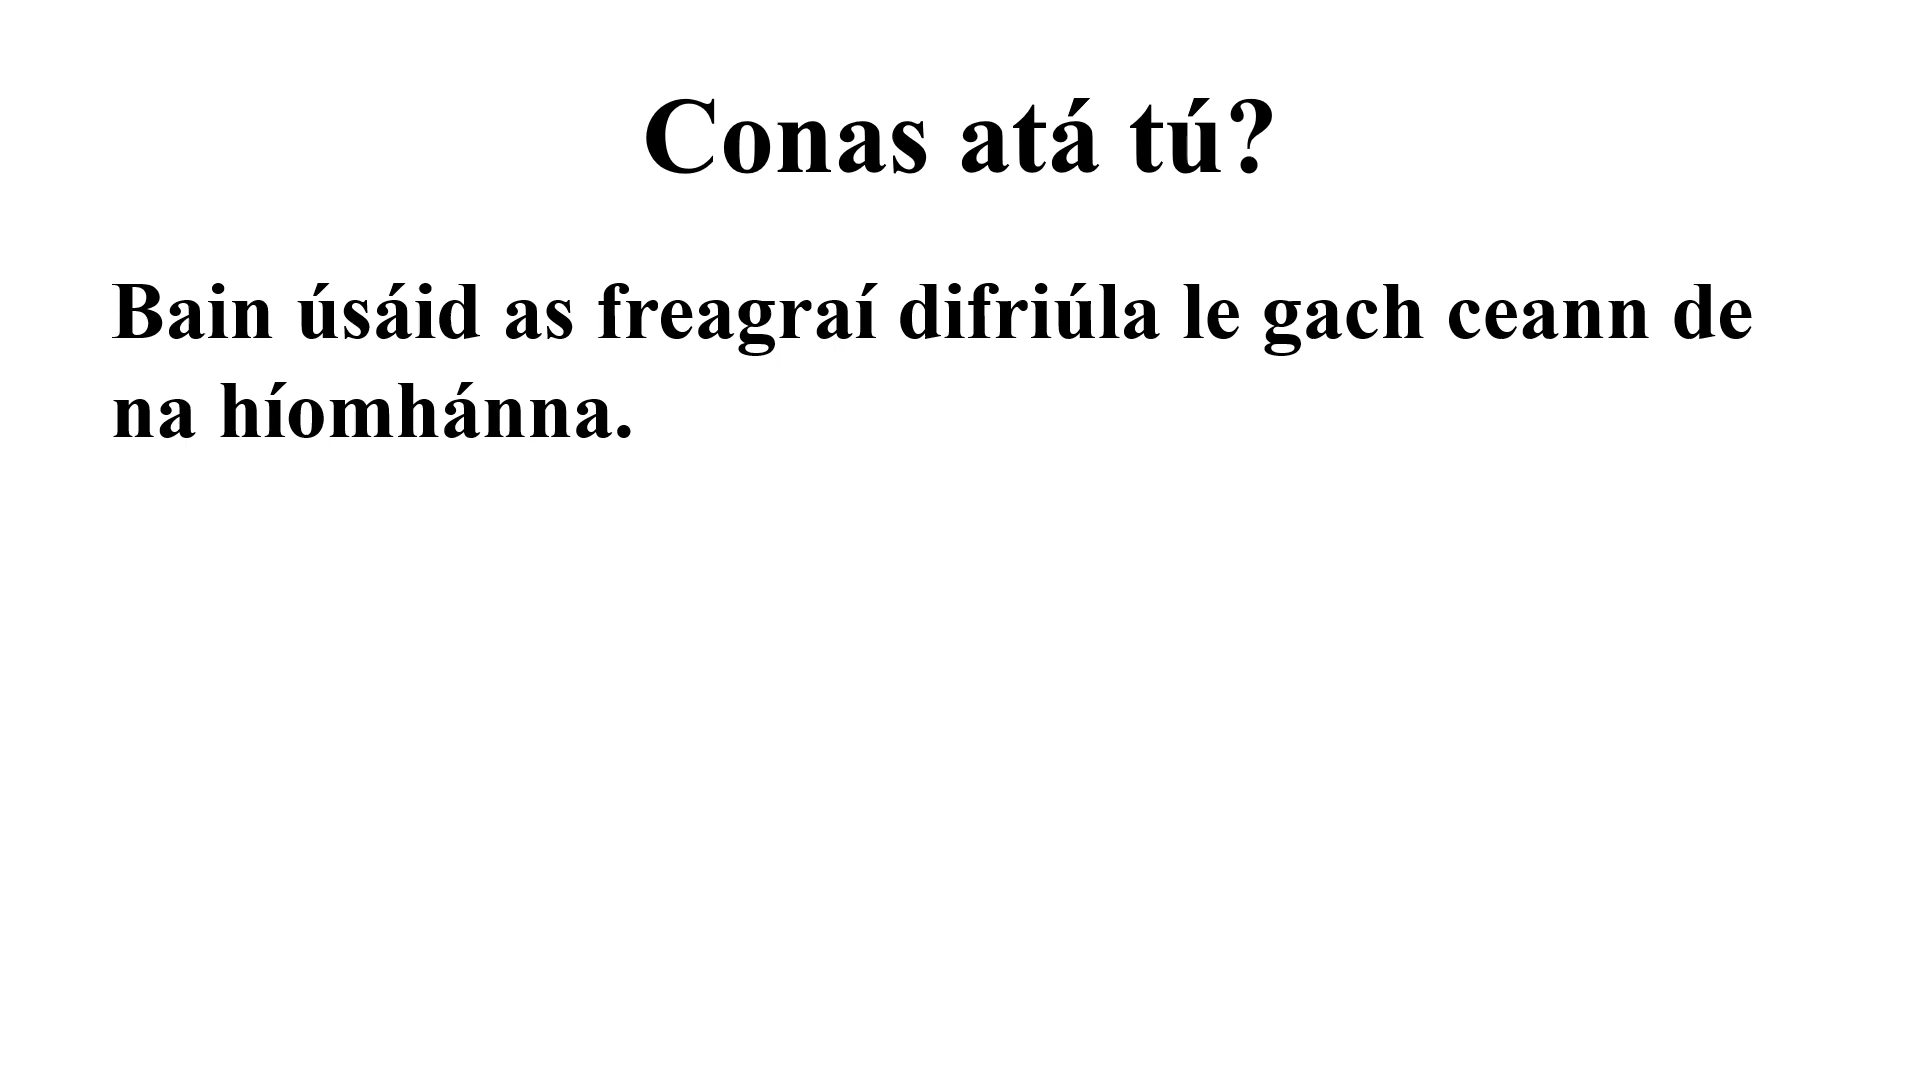 Conas atá tú?
Bain úsáid as freagraí difriúla le gach ceann de
na híomhánna.